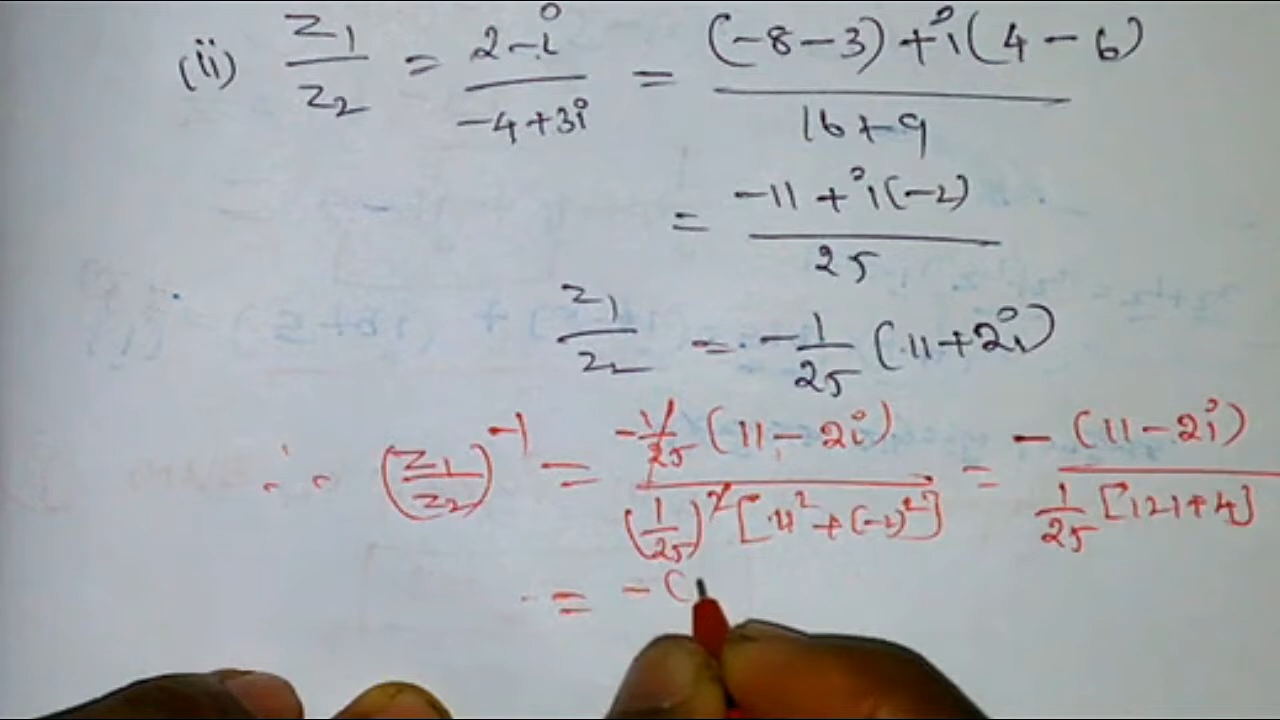 (ii) z₁/z₂ = 2-i/-4+3i = (-8-3)+i(4-6)/16+9
= -11+i(-2)/25
z₁/z₂ = -1/25 (11+2i)
∴ (z₁/z₂)⁻¹ = -1/25 (11-2i)/(1/25)² [11²+(-2)²] = -(11-2i)/1/25 [121+4]
= -(